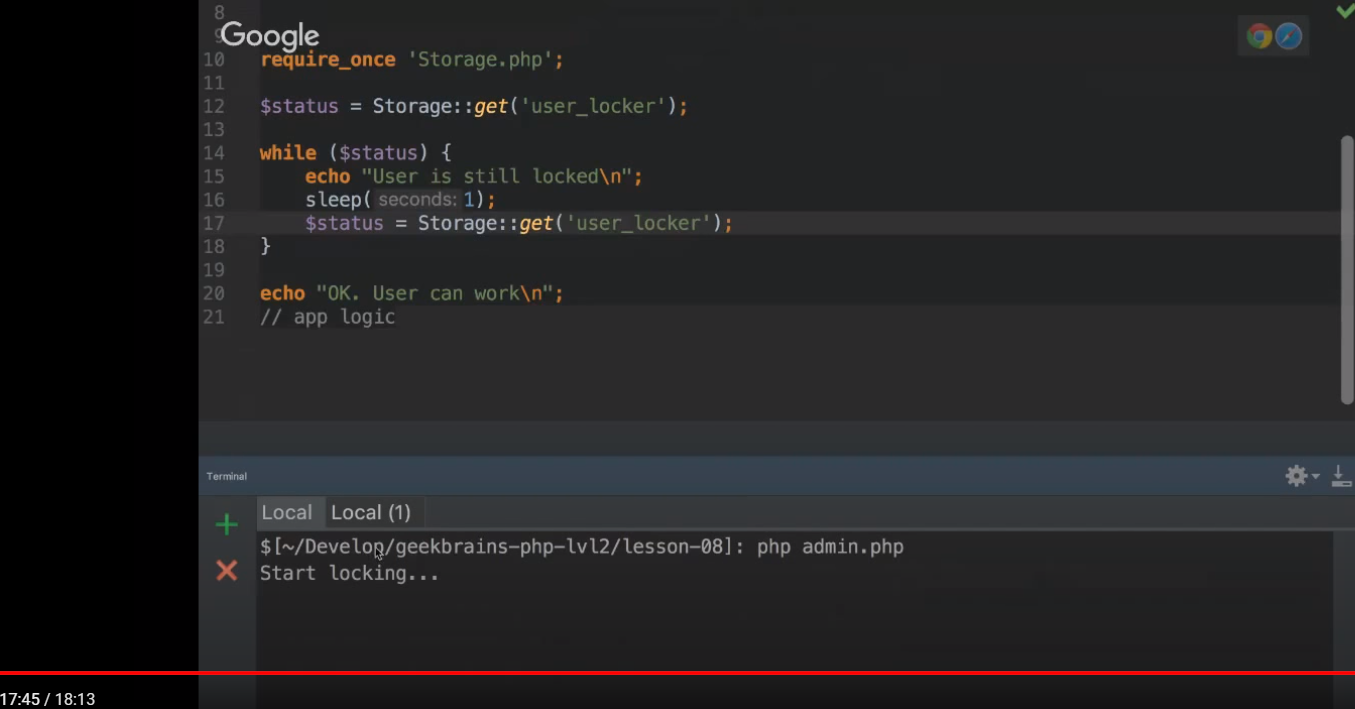 8
9
Google
10 require_once 'Storage.php';
11
12 $status = Storage::get('user_locker');
13
14 while ($status) {
15     echo "User is still locked\n";
16     sleep( seconds: 1);
17     $status = Storage::get('user_locker');
18 }
19
20 echo "OK. User can work\n";
21 // app logic
Terminal
Local Local (1)
$[~/Develop/geekbrains-php-lvl2/lesson-08]: php admin.php
Start locking...
17:45 / 18:13